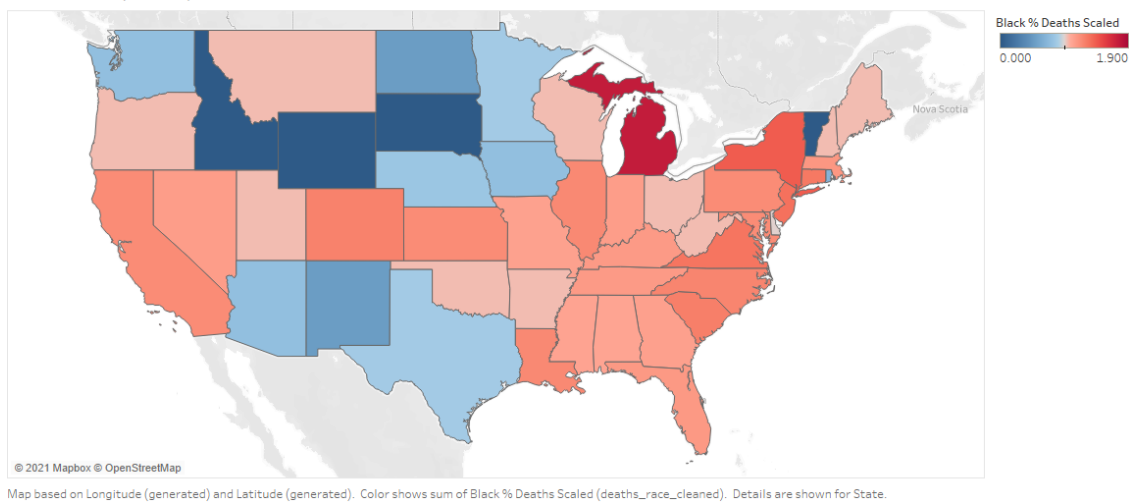 Black % Deaths Scaled
0.000 1.900
Nova Scotia
© 2021 Mapbox © OpenStreetMap
Map based on Longitude (generated) and Latitude (generated). Color shows sum of Black % Deaths Scaled (deaths_race_cleaned). Details are shown for State.